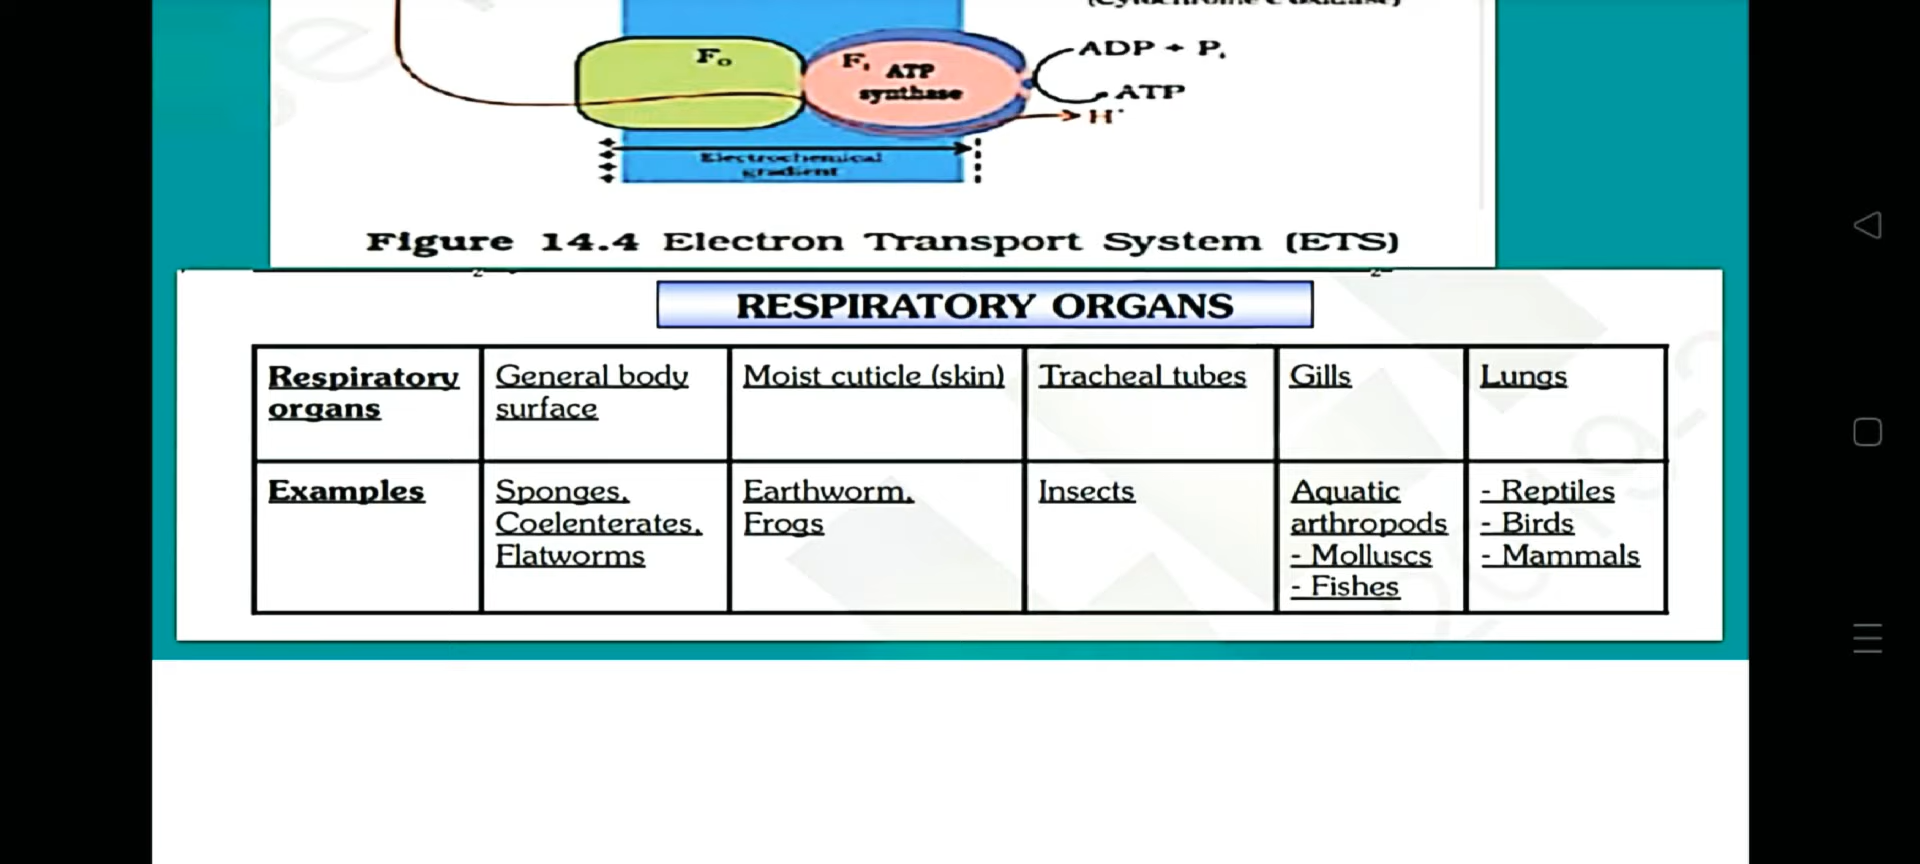 F₀
F₁
ATP
synthase
ADP + Pᵢ
ATP
H⁺
Electrochemical
gradient
Figure 14.4 Electron Transport System (ETS)
RESPIRATORY ORGANS
Respiratory organs
General body surface
Moist cuticle (skin)
Tracheal tubes
Gills
Lungs
Examples
Sponges,
Coelenterates,
Flatworms
Earthworm,
Frogs
Insects
Aquatic
arthropods
- Molluscs
- Fishes
- Reptiles
- Birds
- Mammals